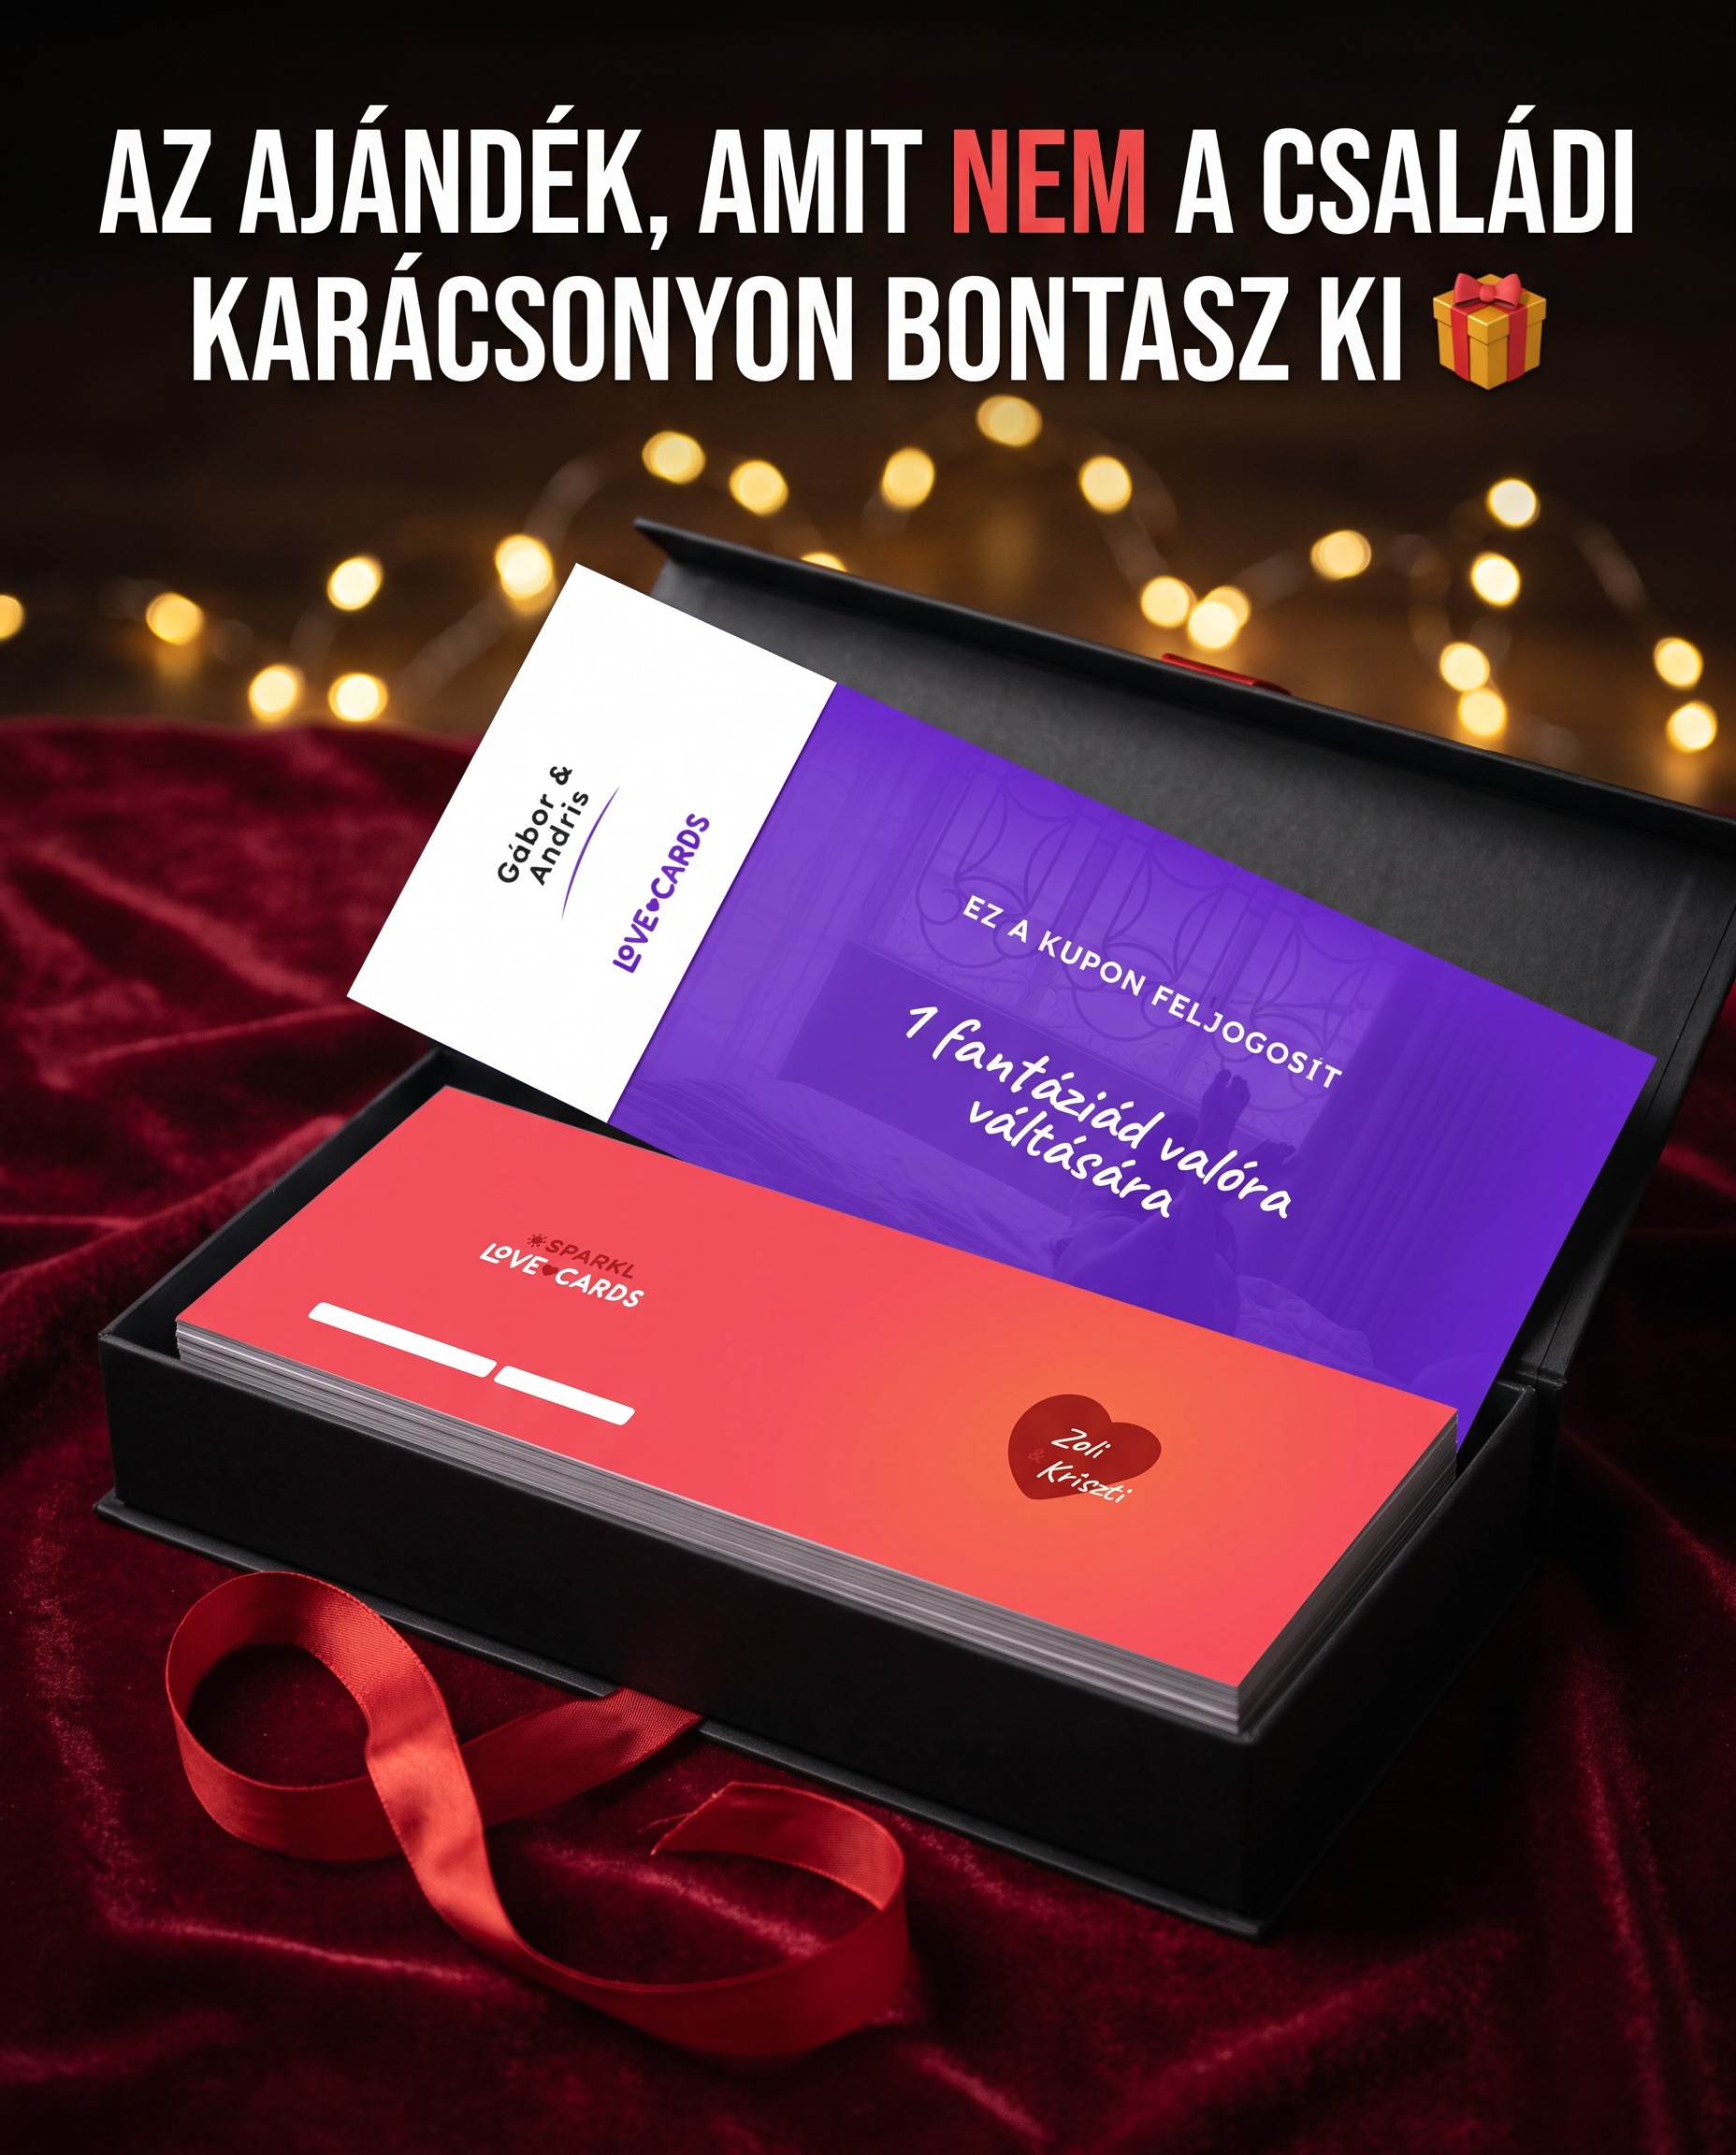 AZ AJÁNDÉK, AMIT NEM A CSALÁDI
KARÁCSONYON BONTASZ KI
Gábor &
Andris
LOVE CARDS
EZ A KUPON FELJOGOSÍT
1 fantáziád valóra
váltására
SPARKL
LOVE CARDS
Zoli
& Kriszti